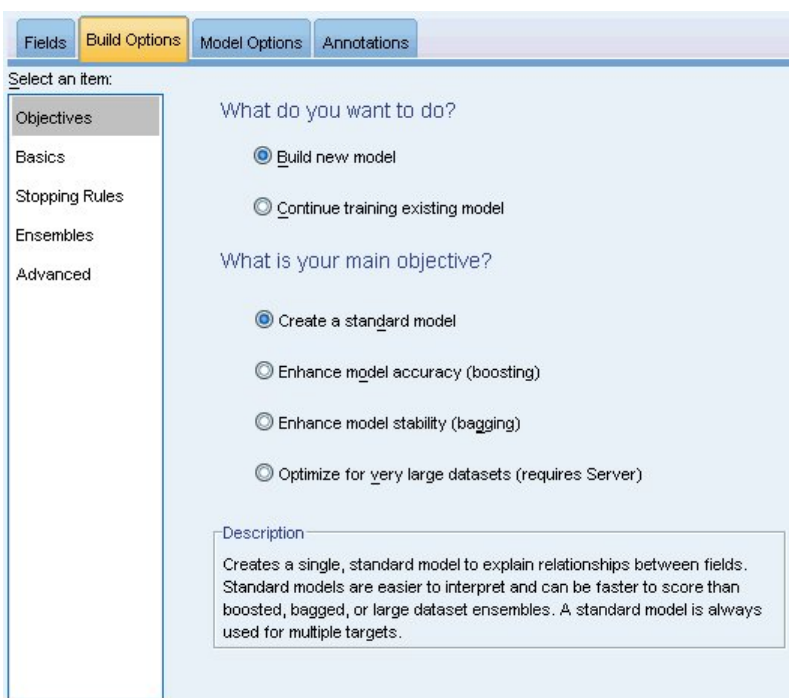 Fields Build Options Model Options Annotations
Select an item:
Objectives
Basics
Stopping Rules
Ensembles
Advanced
What do you want to do?
Build new model
Continue training existing model
What is your main objective?
Create a standard model
Enhance model accuracy (boosting)
Enhance model stability (bagging)
Optimize for very large datasets (requires Server)
Description
Creates a single, standard model to explain relationships between fields.
Standard models are easier to interpret and can be faster to score than
boosted, bagged, or large dataset ensembles. A standard model is always
used for multiple targets.